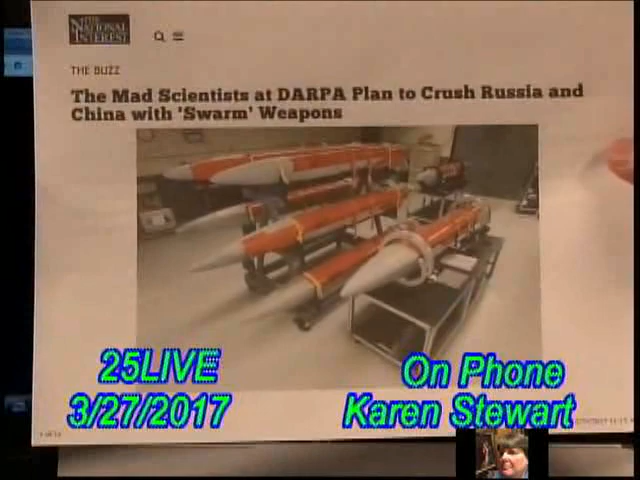 THE
NATIONAL
INTEREST
THE BUZZ
The Mad Scientists at DARPA Plan to Crush Russia and
China with 'Swarm' Weapons
25LIVE
3/27/2017
On Phone
Karen Stewart